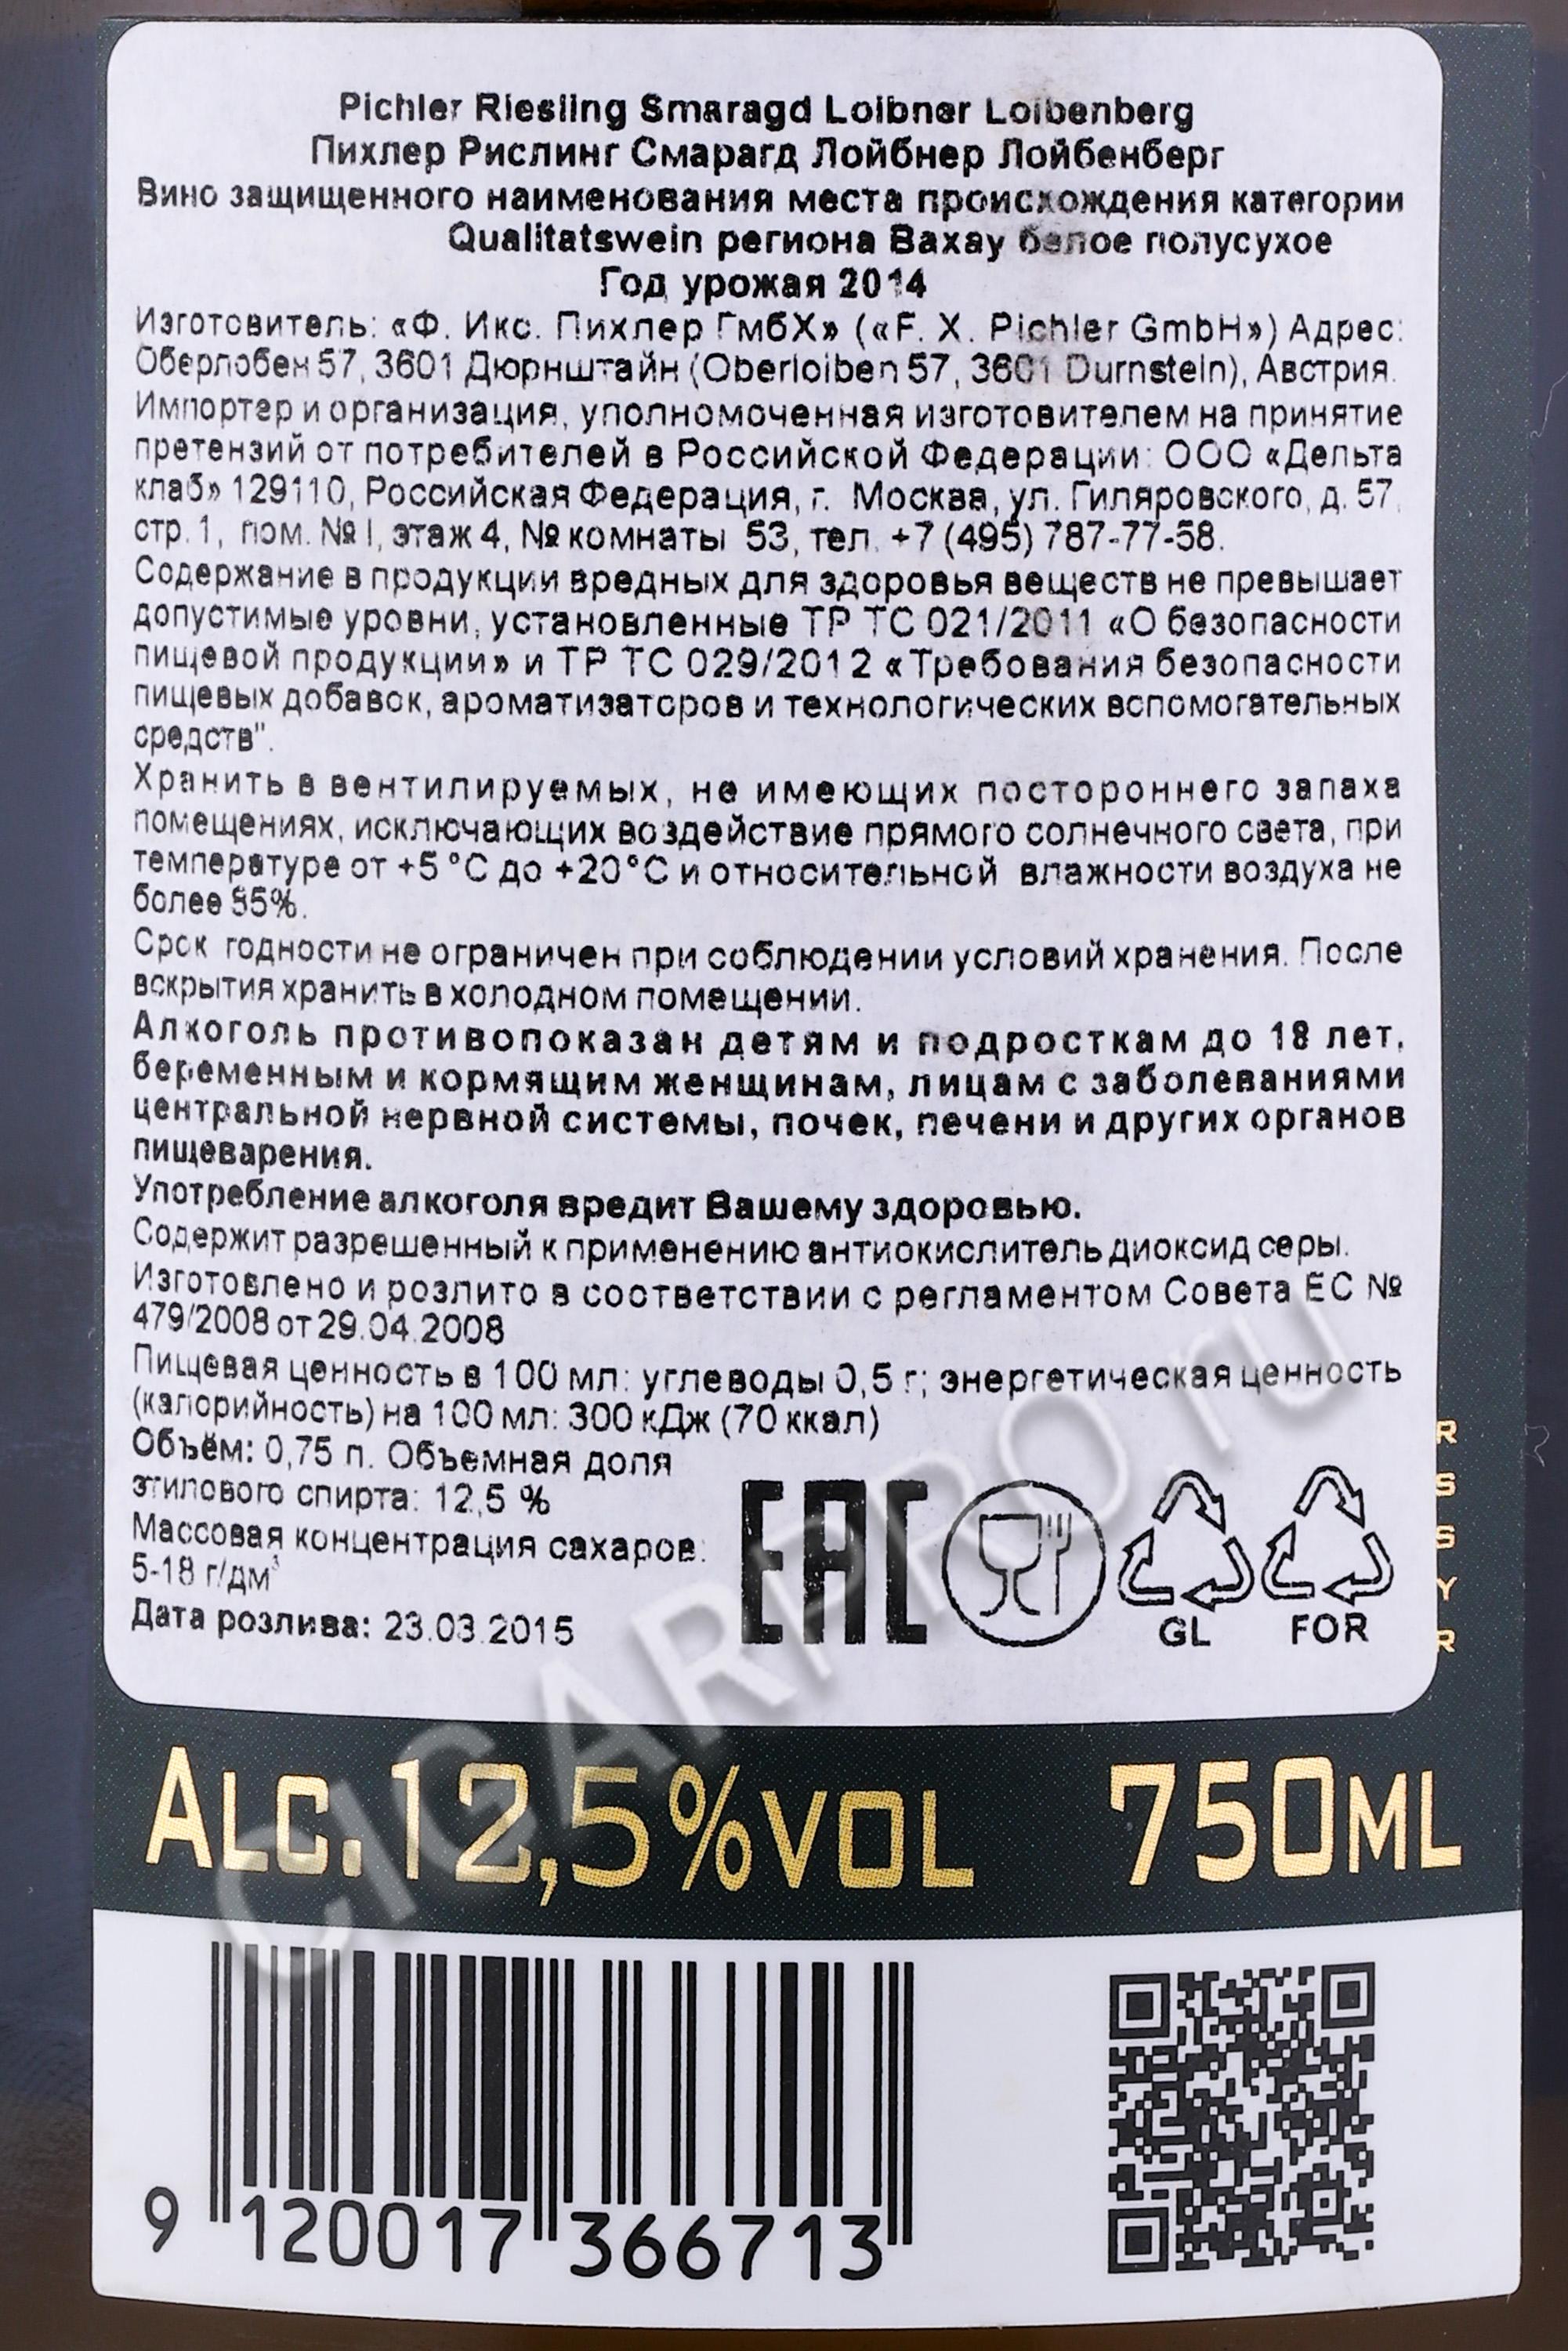 Pichler Riesling Smaragd Loibner Loibenberg
Пихлер Рислинг Смарагд Лойбнер Лойбенберг
Вино защищенного наименования места происхождения категории
Qualitatswein региона Вахау белое полусухое
Год урожая 2014
Изготовитель: «Ф. Икс. Пихлер ГмбХ» («F. X. Pichler GmbH») Адрес:
Оберлобен 57, 3601 Дюрнштайн (Oberloiben 57, 3601 Durnstein), Австрия.
Импортер и организация, уполномоченная изготовителем на принятие
претензий от потребителей в Российской Федерации: ООО «Дельта
клаб» 129110, Российская Федерация, г. Москва, ул. Гиляровского, д. 57,
стр. 1, пом. № I, этаж 4, № комнаты 53, тел. +7 (495) 787-77-58.
Содержание в продукции вредных для здоровья веществ не превышает
допустимые уровни, установленные ТР ТС 021/2011 «О безопасности
пищевой продукции» и ТР ТС 029/2012 «Требования безопасности
пищевых добавок, ароматизаторов и технологических вспомогательных
средств".
Хранить в вентилируемых, не имеющих постороннего запаха
помещениях, исключающих воздействие прямого солнечного света, при
температуре от +5 °С до +20°С и относительной влажности воздуха не
более 85%.
Срок годности не ограничен при соблюдении условий хранения. После
вскрытия хранить в холодном помещении.
Алкоголь противопоказан детям и подросткам до 18 лет,
беременным и кормящим женщинам, лицам с заболеваниями
центральной нервной системы, почек, печени и других органов
пищеварения.
Употребление алкоголя вредит Вашему здоровью.
Содержит разрешенный к применению антиокислитель диоксид серы.
Изготовлено и розлито в соответствии с регламентом Совета ЕС №
479/2008 от 29.04.2008
Пищевая ценность в 100 мл: углеводы 0,5 г; энергетическая ценность
(калорийность) на 100 мл: 300 кДж (70 ккал)
Объём: 0,75 л. Объемная доля
этилового спирта: 12,5 %
Массовая концентрация сахаров:
5-18 г/дм³
Дата розлива: 23.03.2015
EAC
GL
FOR
R
S
S
Y
R
CIGARPRO.ru
ALC.12,5%VOL 750ML
9 120017 366713